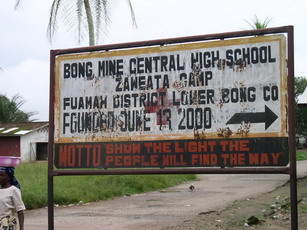 BONG MINE CENTRAL HIGH SCHOOL
ZAWEATA CAMP
FUAMAH DISTRICT LOWER BONG CO
FOUNDED JUNE 13 2000
MOTTO SHOW THE LIGHT THE
PEOPLE WILL FIND THE WAY